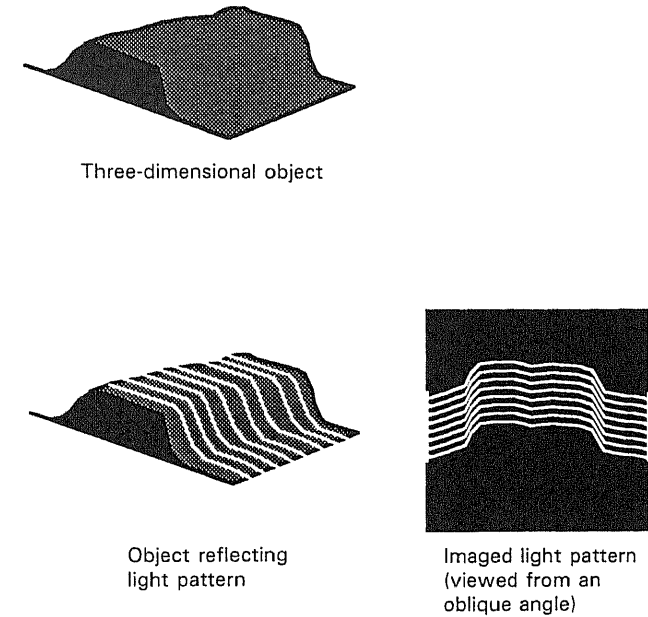 Three-dimensional object
Object reflecting
light pattern
Imaged light pattern
(viewed from an
oblique angle)